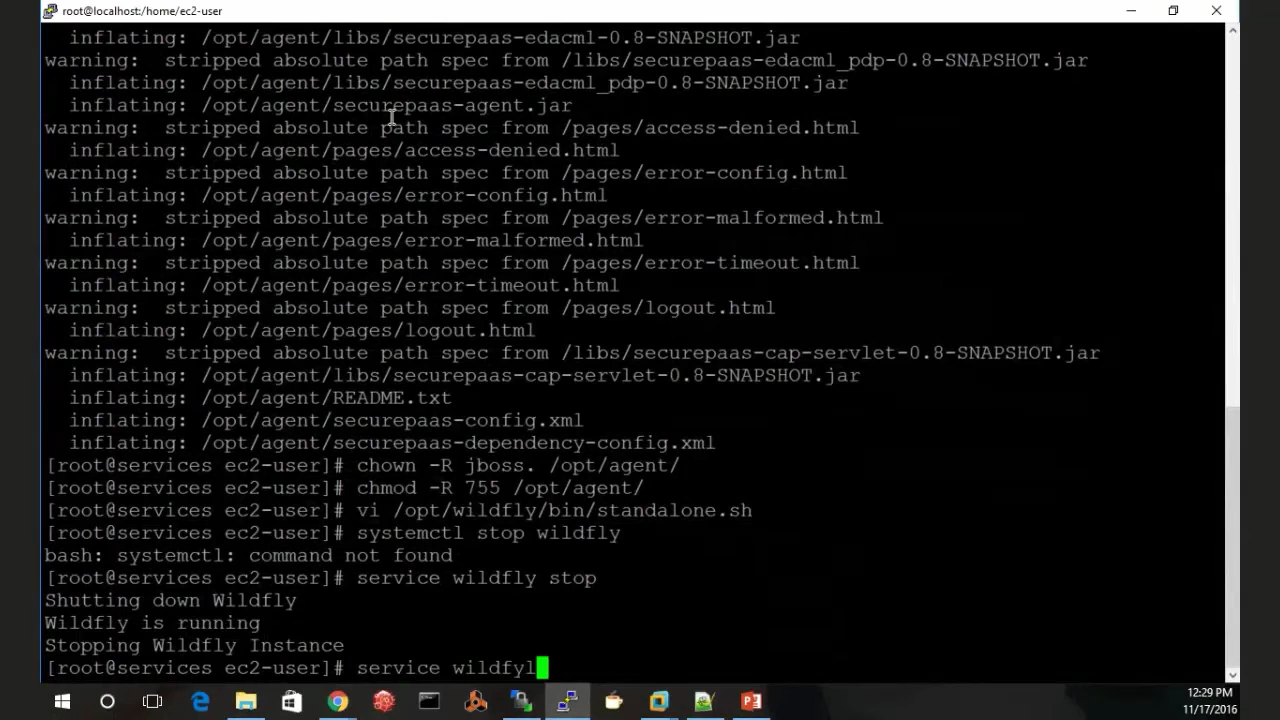 root@localhost:/home/ec2-user
inflating: /opt/agent/libs/securepaas-edacml-0.8-SNAPSHOT.jar
warning:  stripped absolute path spec from /libs/securepaas-edacml_pdp-0.8-SNAPSHOT.jar
inflating: /opt/agent/libs/securepaas-edacml_pdp-0.8-SNAPSHOT.jar
inflating: /opt/agent/securepaas-agent.jar
warning:  stripped absolute path spec from /pages/access-denied.html
inflating: /opt/agent/pages/access-denied.html
warning:  stripped absolute path spec from /pages/error-config.html
inflating: /opt/agent/pages/error-config.html
warning:  stripped absolute path spec from /pages/error-malformed.html
inflating: /opt/agent/pages/error-malformed.html
warning:  stripped absolute path spec from /pages/error-timeout.html
inflating: /opt/agent/pages/error-timeout.html
warning:  stripped absolute path spec from /pages/logout.html
inflating: /opt/agent/pages/logout.html
warning:  stripped absolute path spec from /libs/securepaas-cap-servlet-0.8-SNAPSHOT.jar
inflating: /opt/agent/libs/securepaas-cap-servlet-0.8-SNAPSHOT.jar
inflating: /opt/agent/README.txt
inflating: /opt/agent/securepaas-config.xml
inflating: /opt/agent/securepaas-dependency-config.xml
[root@services ec2-user]# chown -R jboss. /opt/agent/
[root@services ec2-user]# chmod -R 755 /opt/agent/
[root@services ec2-user]# vi /opt/wildfly/bin/standalone.sh
[root@services ec2-user]# systemctl stop wildfly
bash: systemctl: command not found
[root@services ec2-user]# service wildfly stop
Shutting down Wildfly
Wildfly is running
Stopping Wildfly Instance
[root@services ec2-user]# service wildfyl
12:29 PM
11/17/2016